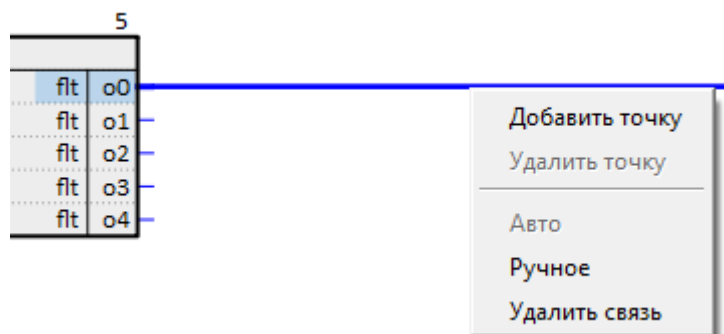 5
flt o0
flt o1
flt o2
flt o3
flt o4
Добавить точку
Удалить точку
Авто
Ручное
Удалить связь